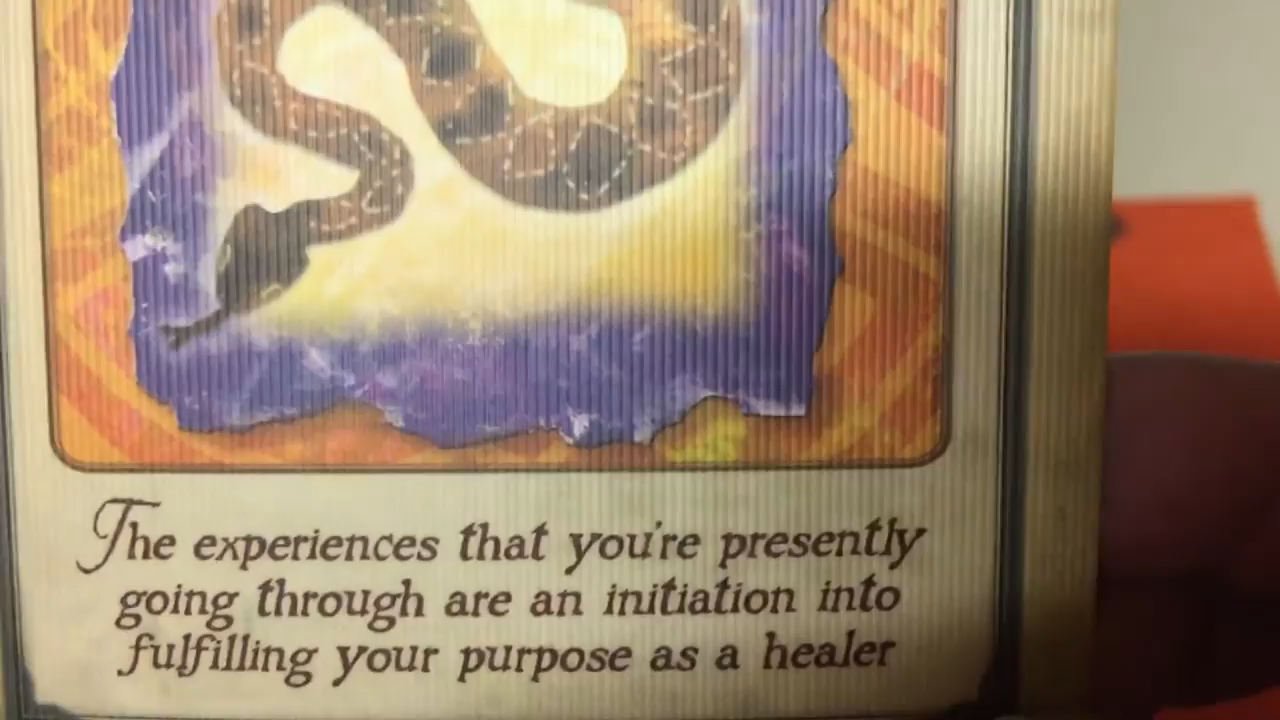 The experiences that you're presently
going through are an initiation into
fulfilling your purpose as a healer